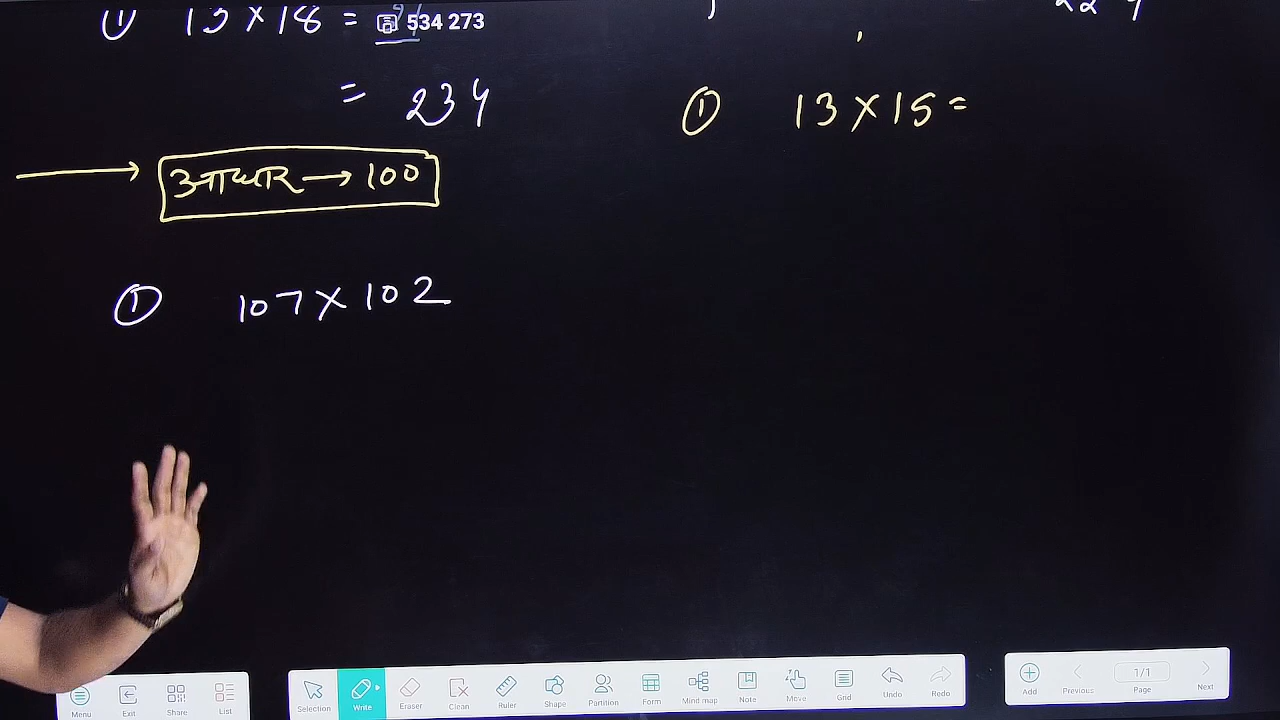 ① 13 × 18 =
534 273
= 234
आधार → 100
① 107 × 102
① 13 × 15 =
Menu Exit Share List
Selection Write Eraser Clean Ruler Shape Partition Form Mind map Note Move Grid Undo Redo
Add Previous 1/1 Page Next